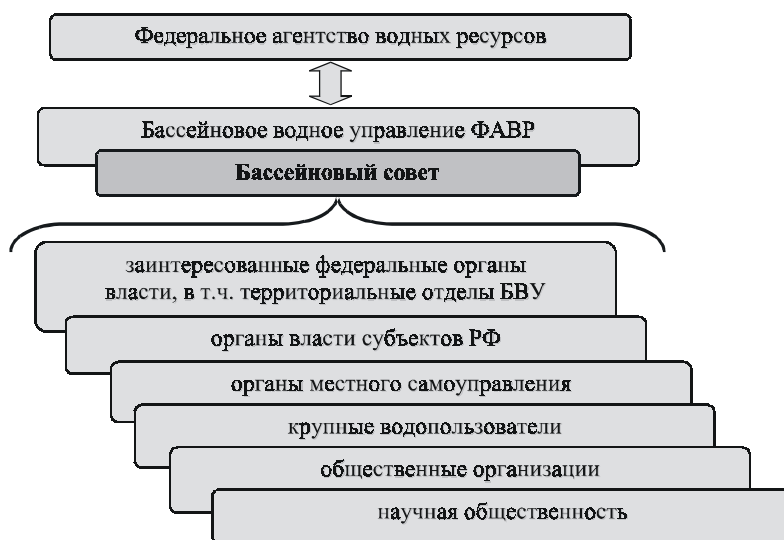 Федеральное агентство водных ресурсов
Бассейновое водное управление ФАВР
Бассейновый совет
заинтересованные федеральные органы
власти, в т.ч. территориальные отделы БВУ
органы власти субъектов РФ
органы местного самоуправления
крупные водопользователи
общественные организации
научная общественность